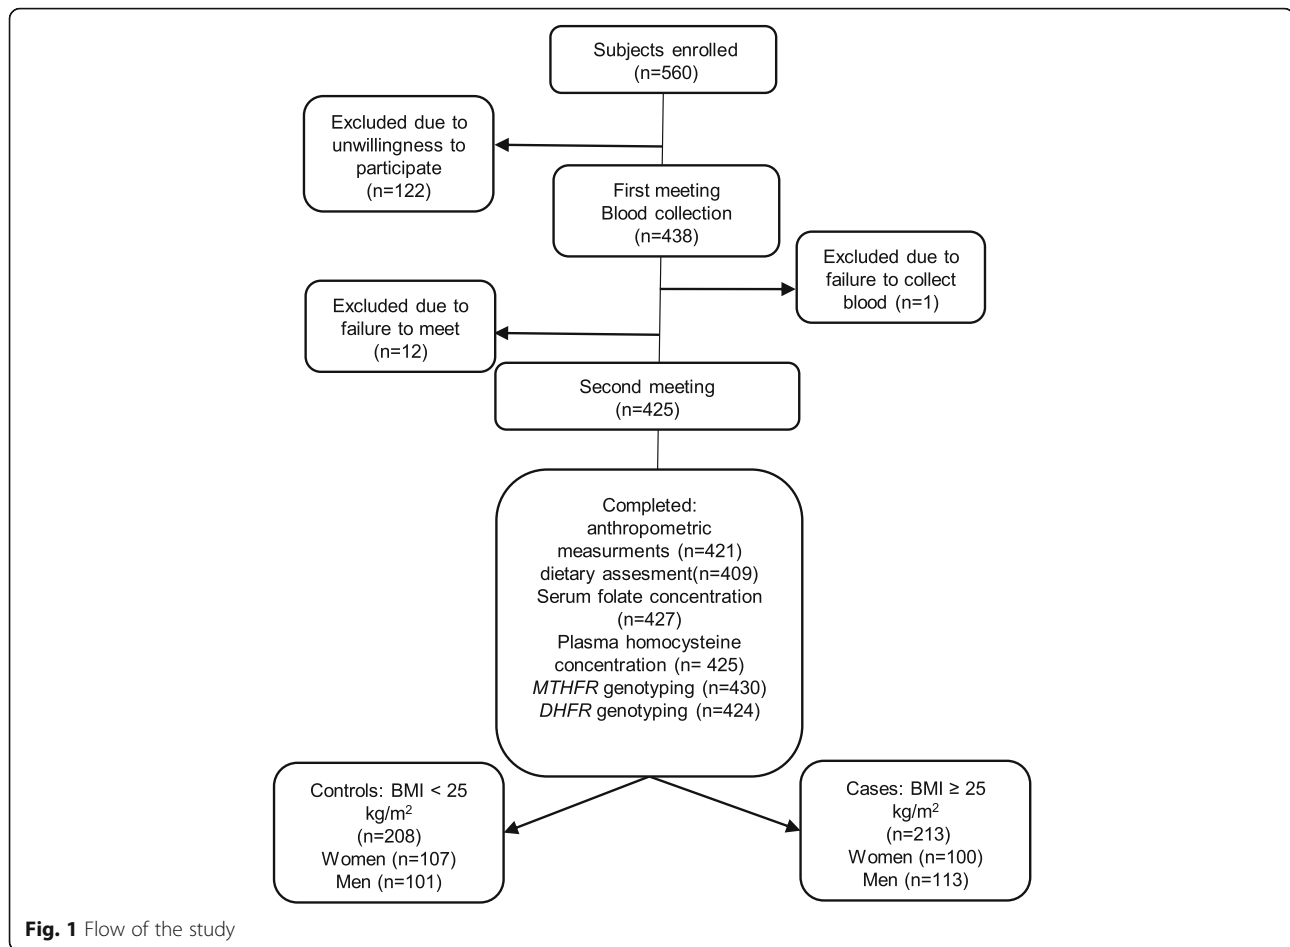 Subjects enrolled
(n=560)
Excluded due to
unwillingness to
participate
(n=122)
First meeting
Blood collection
(n=438)
Excluded due to
failure to collect
blood (n=1)
Excluded due to
failure to meet
(n=12)
Second meeting
(n=425)
Completed:
anthropometric
measurments (n=421)
dietary assesment(n=409)
Serum folate concentration
(n=427)
Plasma homocysteine
concentration (n= 425)
MTHFR genotyping (n=430)
DHFR genotyping (n=424)
Controls: BMI < 25
kg/m²
(n=208)
Women (n=107)
Men (n=101)
Cases: BMI ≥ 25
kg/m²
(n=213)
Women (n=100)
Men (n=113)
Fig. 1 Flow of the study